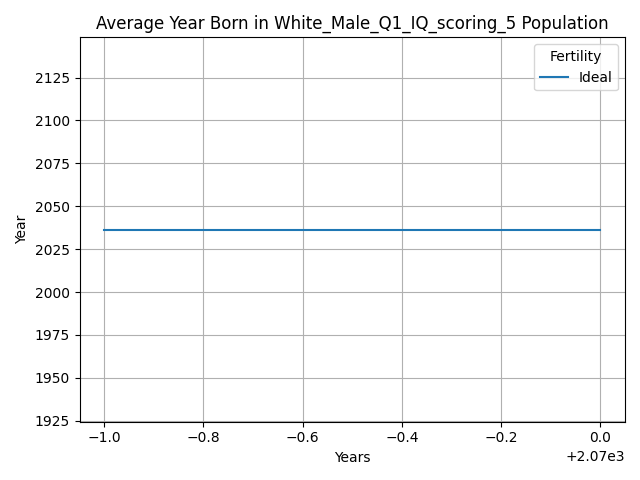 Average Year Born in White_Male_Q1_IQ_scoring_5 Population
Fertility
Ideal
Year
2125
2100
2075
2050
2025
2000
1975
1950
1925
−1.0 −0.8 −0.6 −0.4 −0.2 0.0
Years
+2.07e3